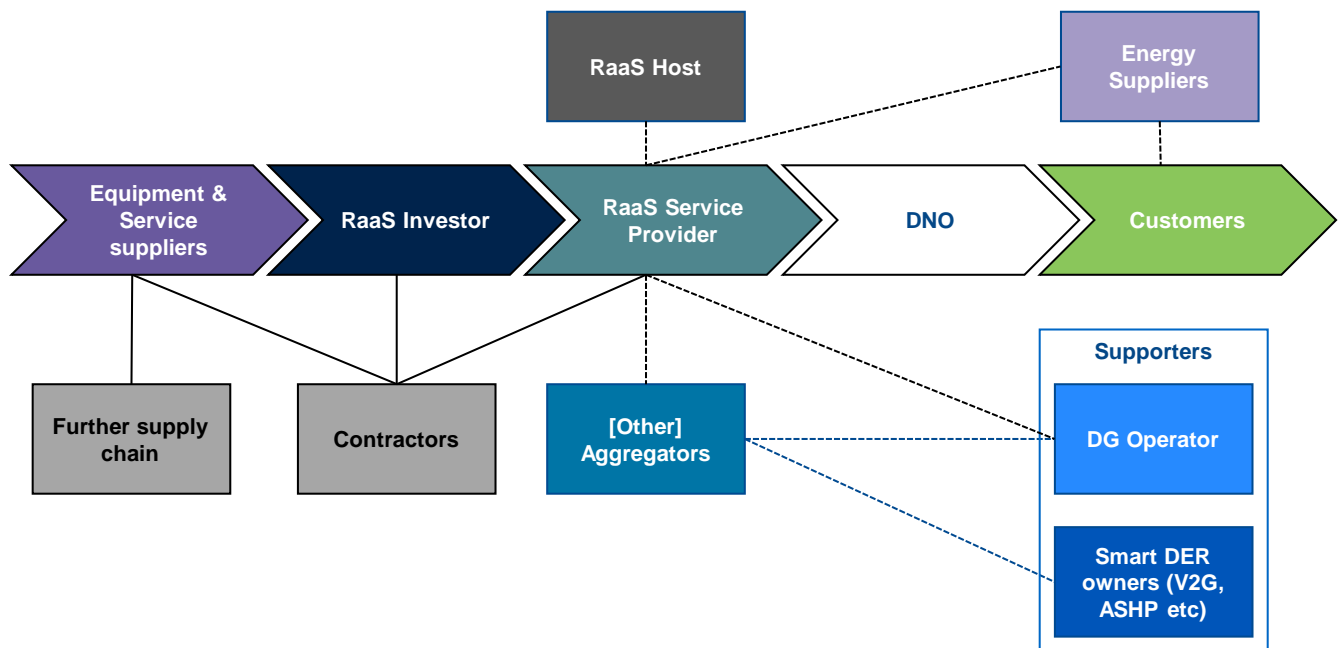 RaaS Host
Energy
Suppliers
Equipment &
Service
suppliers
RaaS Investor
RaaS Service
Provider
DNO
Customers
Supporters
Further supply
chain
Contractors
[Other]
Aggregators
DG Operator
Smart DER
owners (V2G,
ASHP etc)